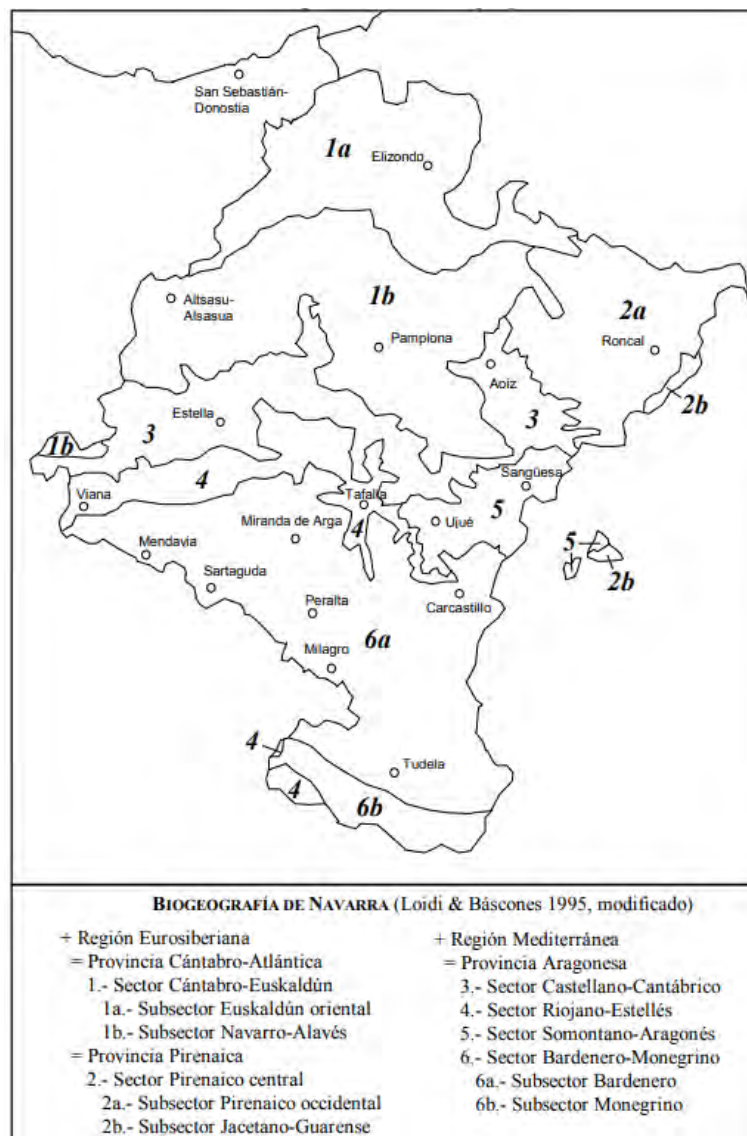 San Sebastián-
Donostia
1a
Elizondo
Altsasu-
Alsasua
1b
2a
Pamplona
Roncal
Aoiz
2b
Estella
3
3
1b
Sangüesa
4
Viana
Tafalla
5
Miranda de Arga
4
Ujué
Mendavia
5
2b
Sartaguda
Carcastillo
Peralta
6a
Milagro
4
Tudela
4
6b
BIOGEOGRAFÍA DE NAVARRA (Loidi & Báscones 1995, modificado)
+ Región Eurosiberiana
= Provincia Cántabro-Atlántica
1.- Sector Cántabro-Euskaldún
1a.- Subsector Euskaldún oriental
1b.- Subsector Navarro-Alavés
= Provincia Pirenaica
2.- Sector Pirenaico central
2a.- Subsector Pirenaico occidental
2b.- Subsector Jacetano-Guarense
+ Región Mediterránea
= Provincia Aragonesa
3.- Sector Castellano-Cantábrico
4.- Sector Riojano-Estellés
5.- Sector Somontano-Aragonés
6.- Sector Bardenero-Monegrino
6a.- Subsector Bardenero
6b.- Subsector Monegrino